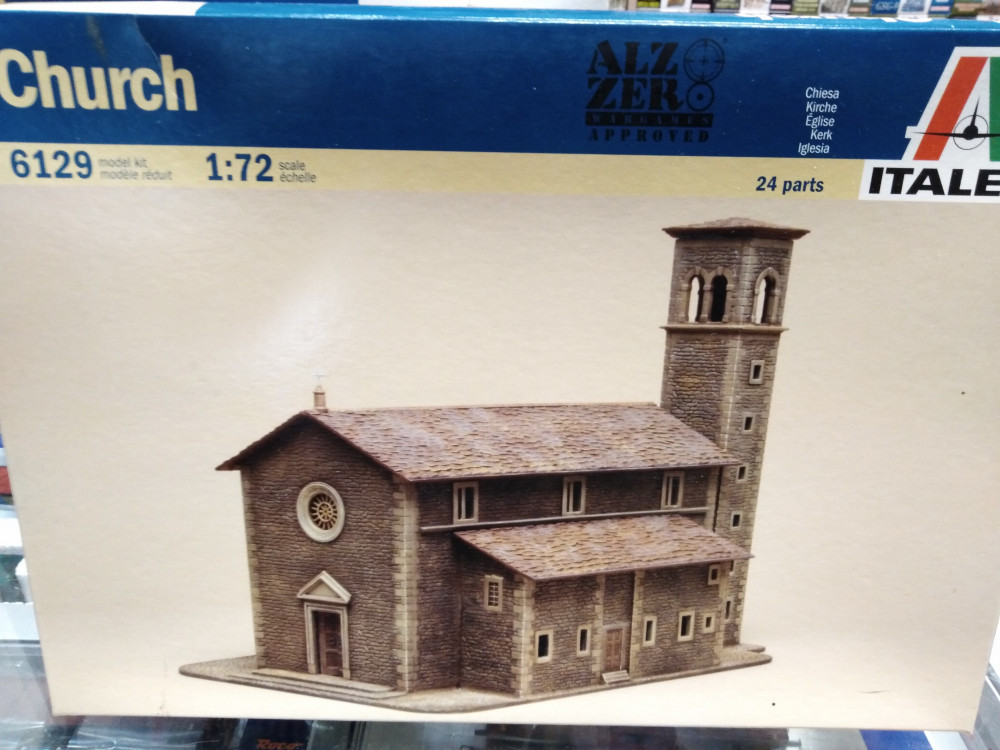 Church
ALZ
ZERO
WARGAMES
APPROVED
Chiesa
Kirche
Église
Kerk
Iglesia
6129 model kit
modèle réduit
1:72 scale
échelle
24 parts
ITALE
Roco